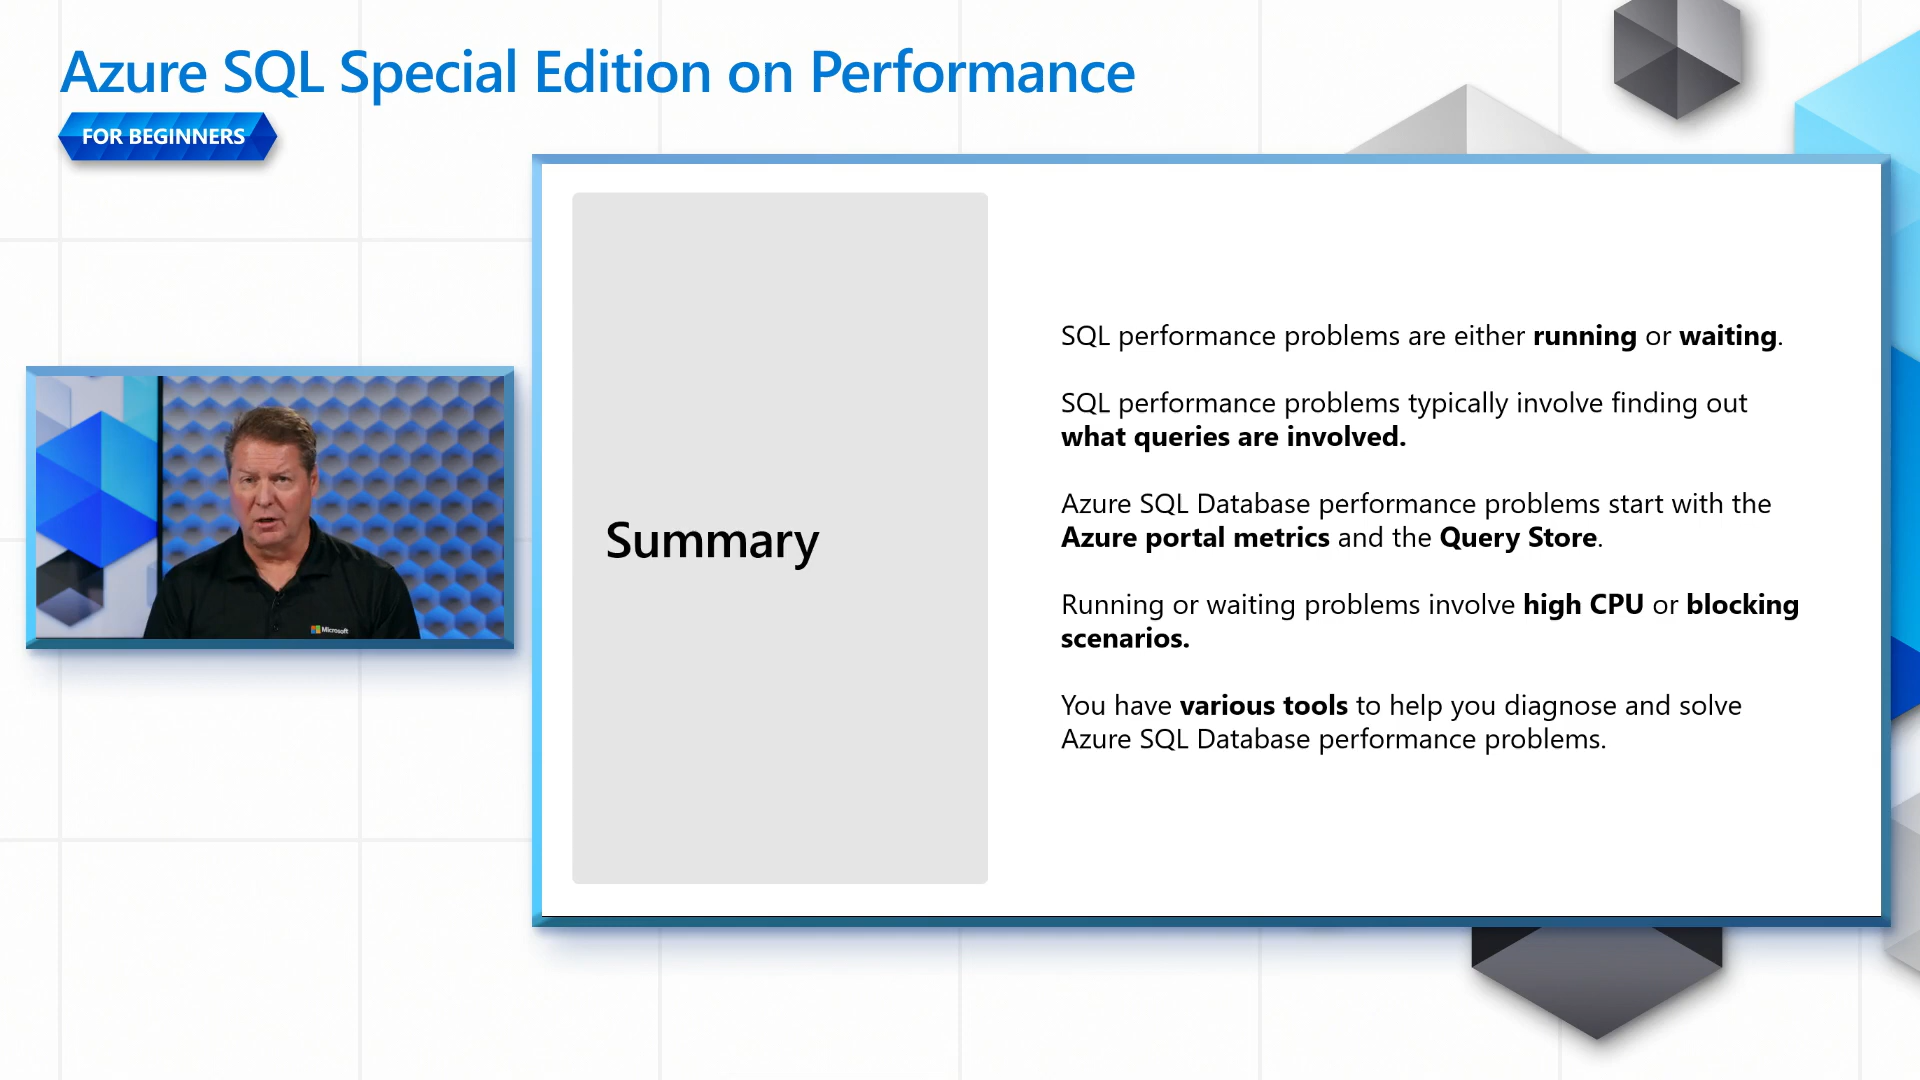 Azure SQL Special Edition on Performance
FOR BEGINNERS
Microsoft
Summary
SQL performance problems are either running or waiting.
SQL performance problems typically involve finding out
what queries are involved.
Azure SQL Database performance problems start with the
Azure portal metrics and the Query Store.
Running or waiting problems involve high CPU or blocking
scenarios.
You have various tools to help you diagnose and solve
Azure SQL Database performance problems.